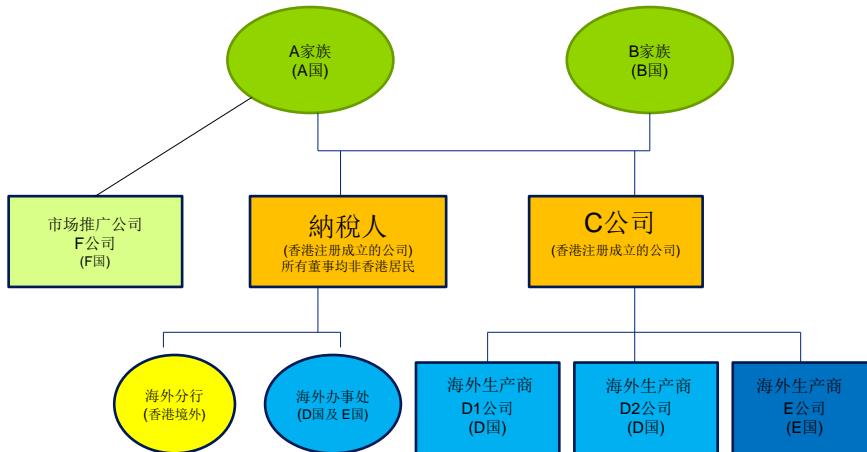 A家族
(A国)
B家族
(B国)
市场推广公司
F公司
(F国)
納税人
(香港注册成立的公司)
所有董事均非香港居民
C公司
(香港注册成立的公司)
海外分行
(香港境外)
海外办事处
(D国及E国)
海外生产商
D1公司
(D国)
海外生产商
D2公司
(D国)
海外生产商
E公司
(E国)